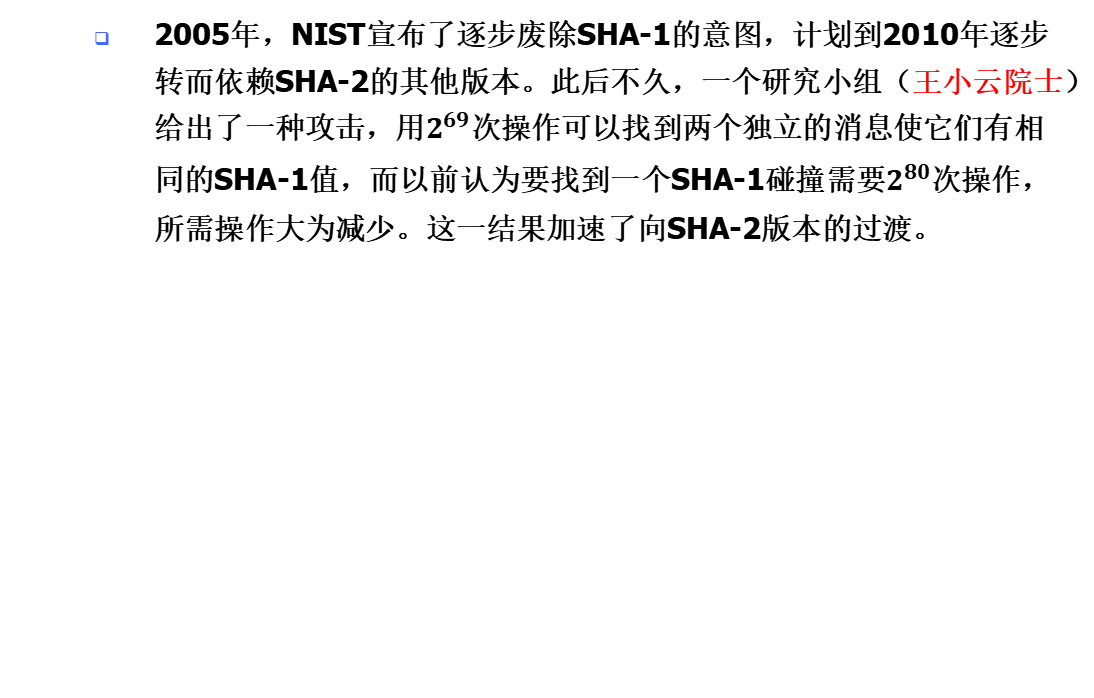 2005年，NIST宣布了逐步废除SHA-1的意图，计划到2010年逐步
转而依赖SHA-2的其他版本。此后不久，一个研究小组（王小云院士）
给出了一种攻击，用2⁶⁹次操作可以找到两个独立的消息使它们有相
同的SHA-1值，而以前认为要找到一个SHA-1碰撞需要2⁸⁰次操作，
所需操作大为减少。这一结果加速了向SHA-2版本的过渡。